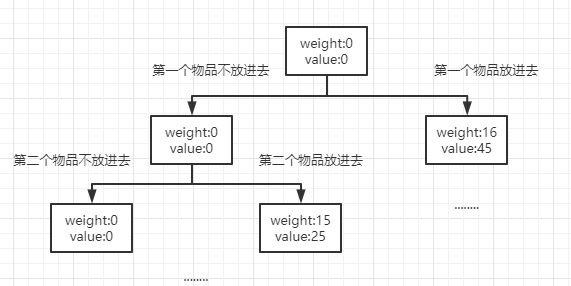 weight:0
value:0
第一个物品不放进去
第一个物品放进去
weight:0
value:0
weight:16
value:45
第二个物品不放进去
第二个物品放进去
weight:0
value:0
weight:15
value:25
........
........